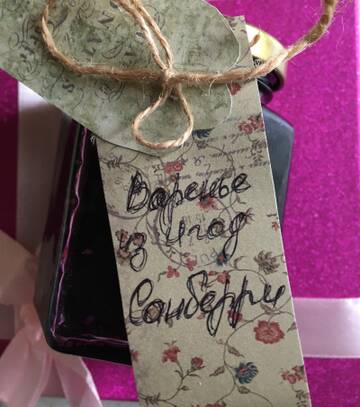 Варенье
из ягод
Санберри